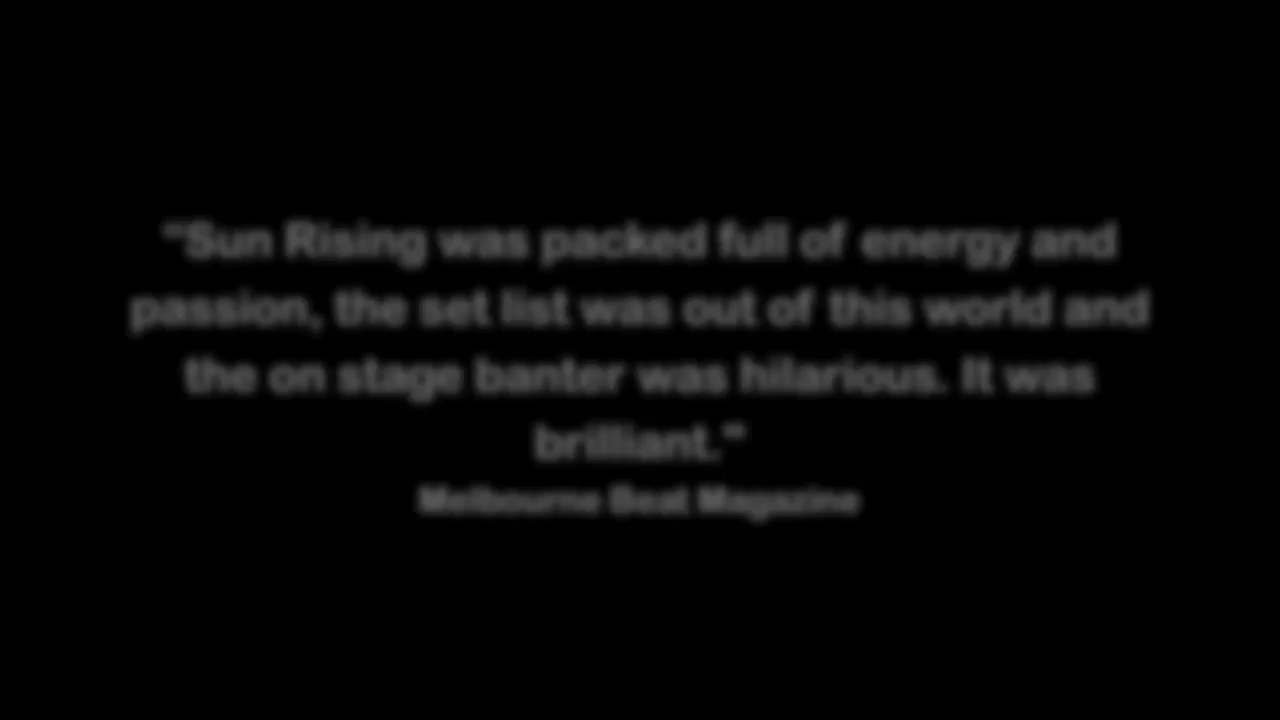 "Sun Rising was packed full of energy and
passion, the set list was out of this world and
the on stage banter was hilarious. It was
brilliant."
Melbourne Beat Magazine